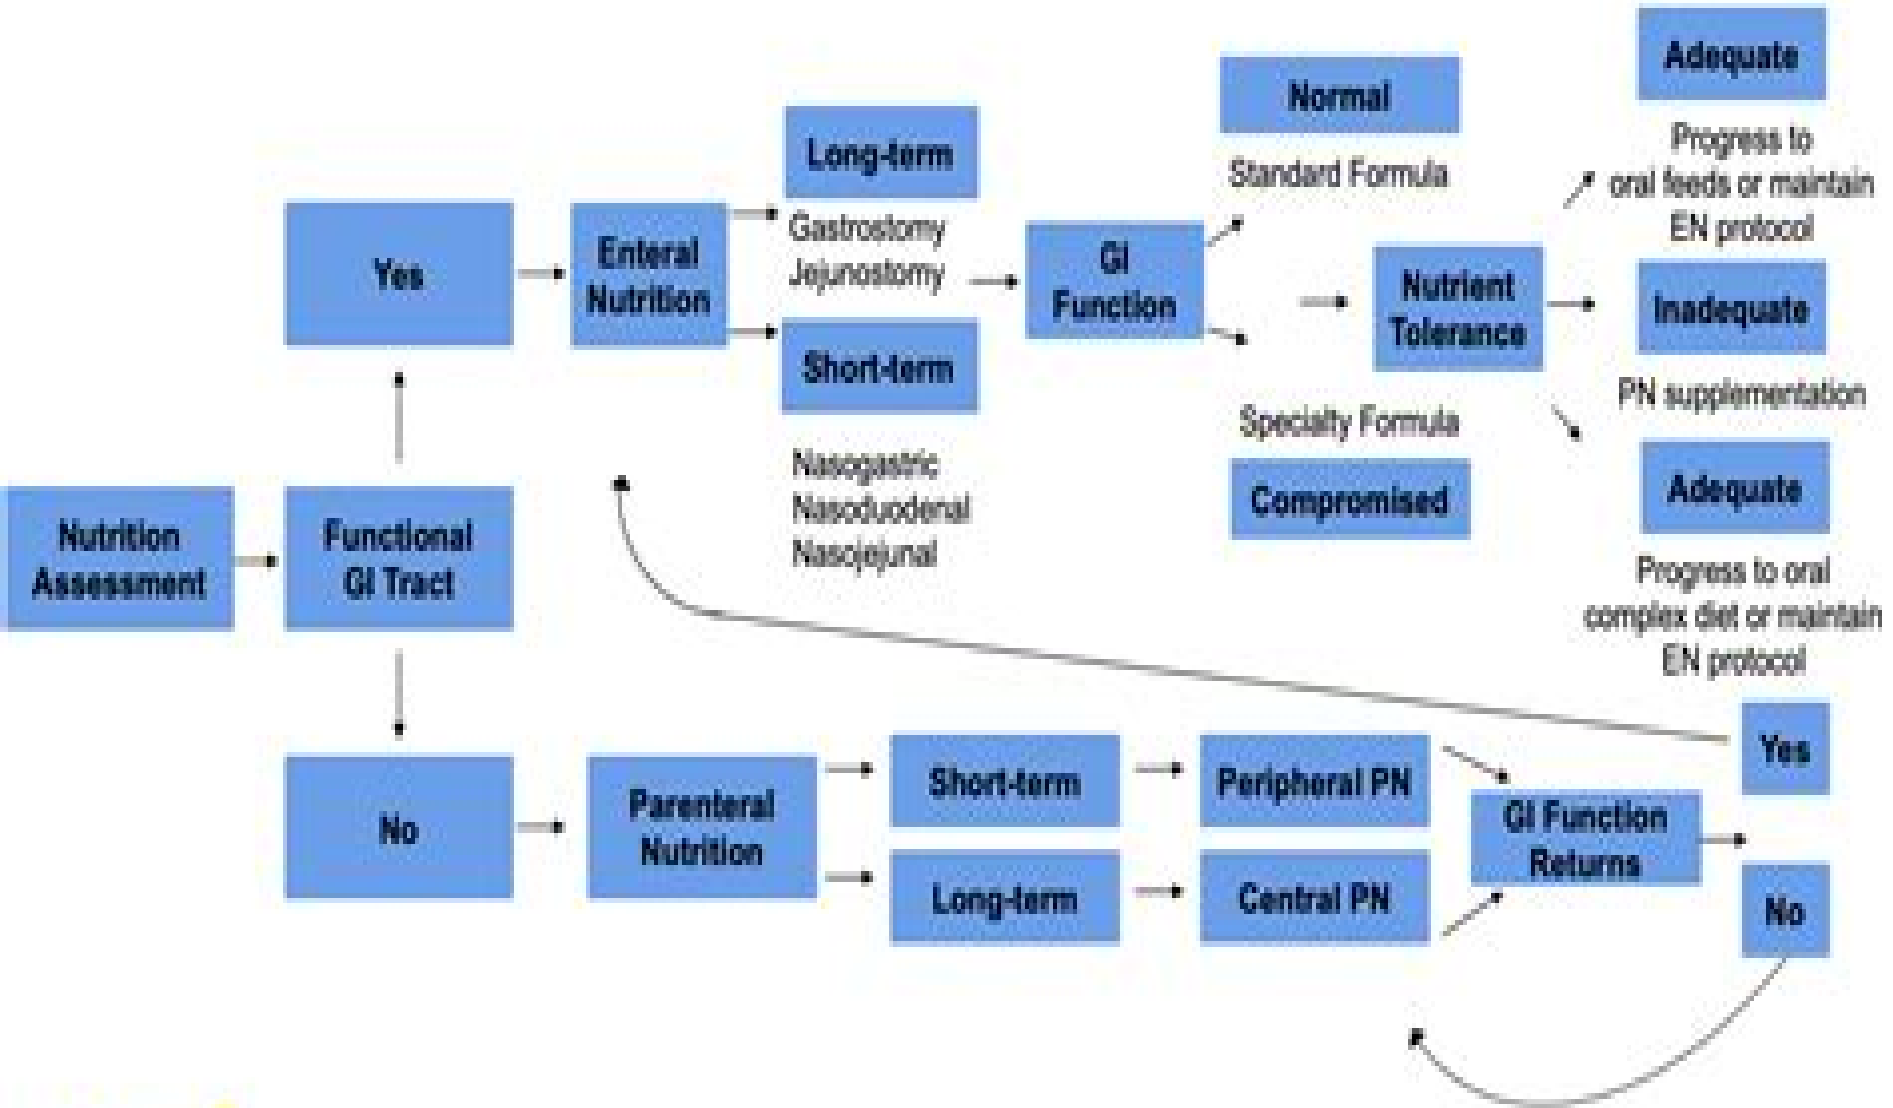 Adequate
Progress to
oral feeds or maintain
EN protocol
Normal
Standard Formula
Long-term
Gastrostomy
Jejunostomy
Yes
Enteral
Nutrition
GI
Function
Nutrient
Tolerance
Inadequate
PN supplementation
Short-term
Nasogastric
Nasoduodenal
Nasojejunal
Specialty Formula
Compromised
Adequate
Progress to oral
complex diet or maintain
EN protocol
Nutrition
Assessment
Functional
GI Tract
No
Parenteral
Nutrition
Short-term
Peripheral PN
Long-term
Central PN
GI Function
Returns
Yes
No